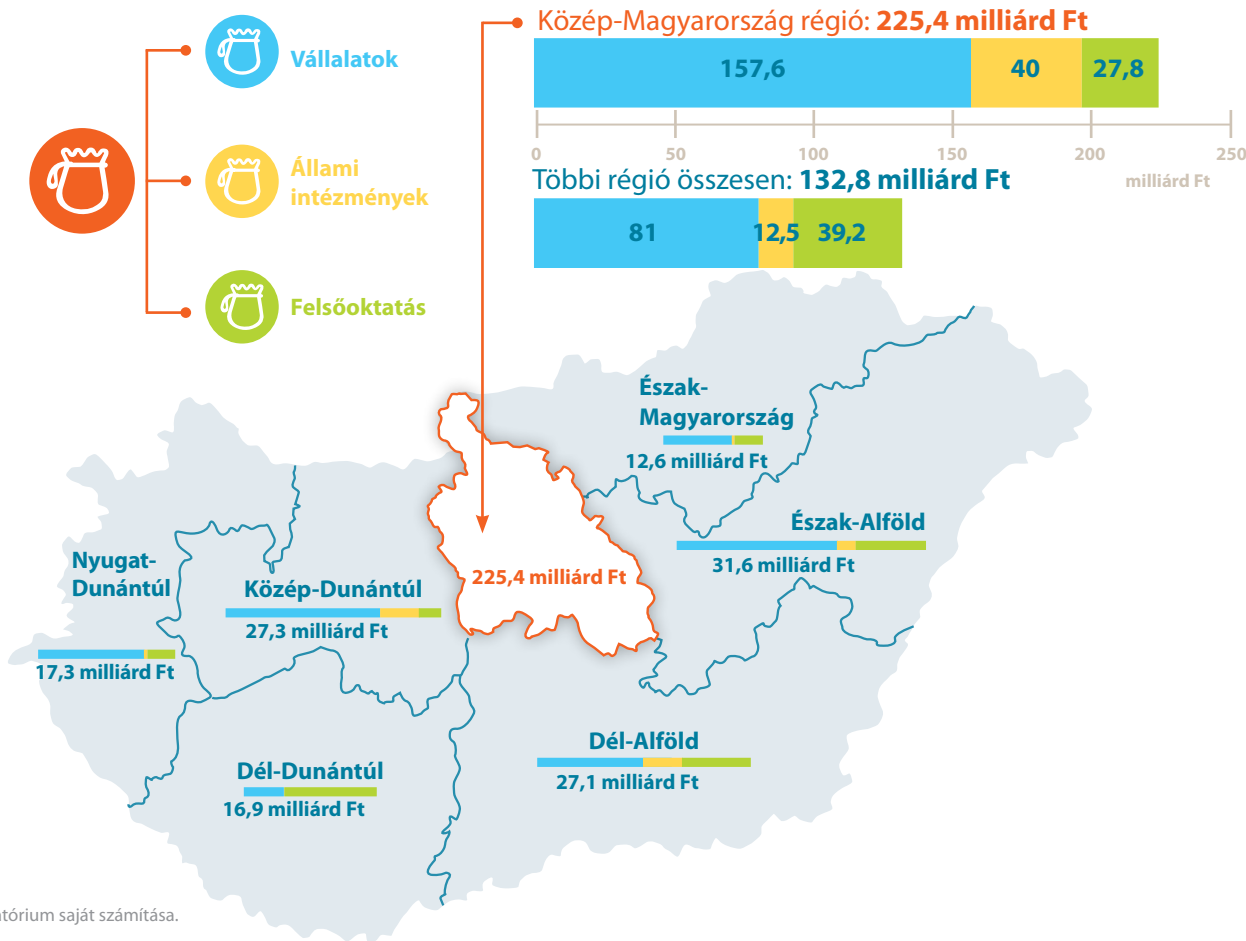 Vállalatok
Állami
intézmények
Felsőoktatás
Közép-Magyarország régió: 225,4 milliárd Ft
157,6 40 27,8
0 50 100 150 200 250
milliárd Ft
Többi régió összesen: 132,8 milliárd Ft
81 12,5 39,2
Észak-
Magyarország
12,6 milliárd Ft
Észak-Alföld
31,6 milliárd Ft
225,4 milliárd Ft
Nyugat-
Dunántúl
17,3 milliárd Ft
Közép-Dunántúl
27,3 milliárd Ft
Dél-Alföld
27,1 milliárd Ft
Dél-Dunántúl
16,9 milliárd Ft
saját számítása.